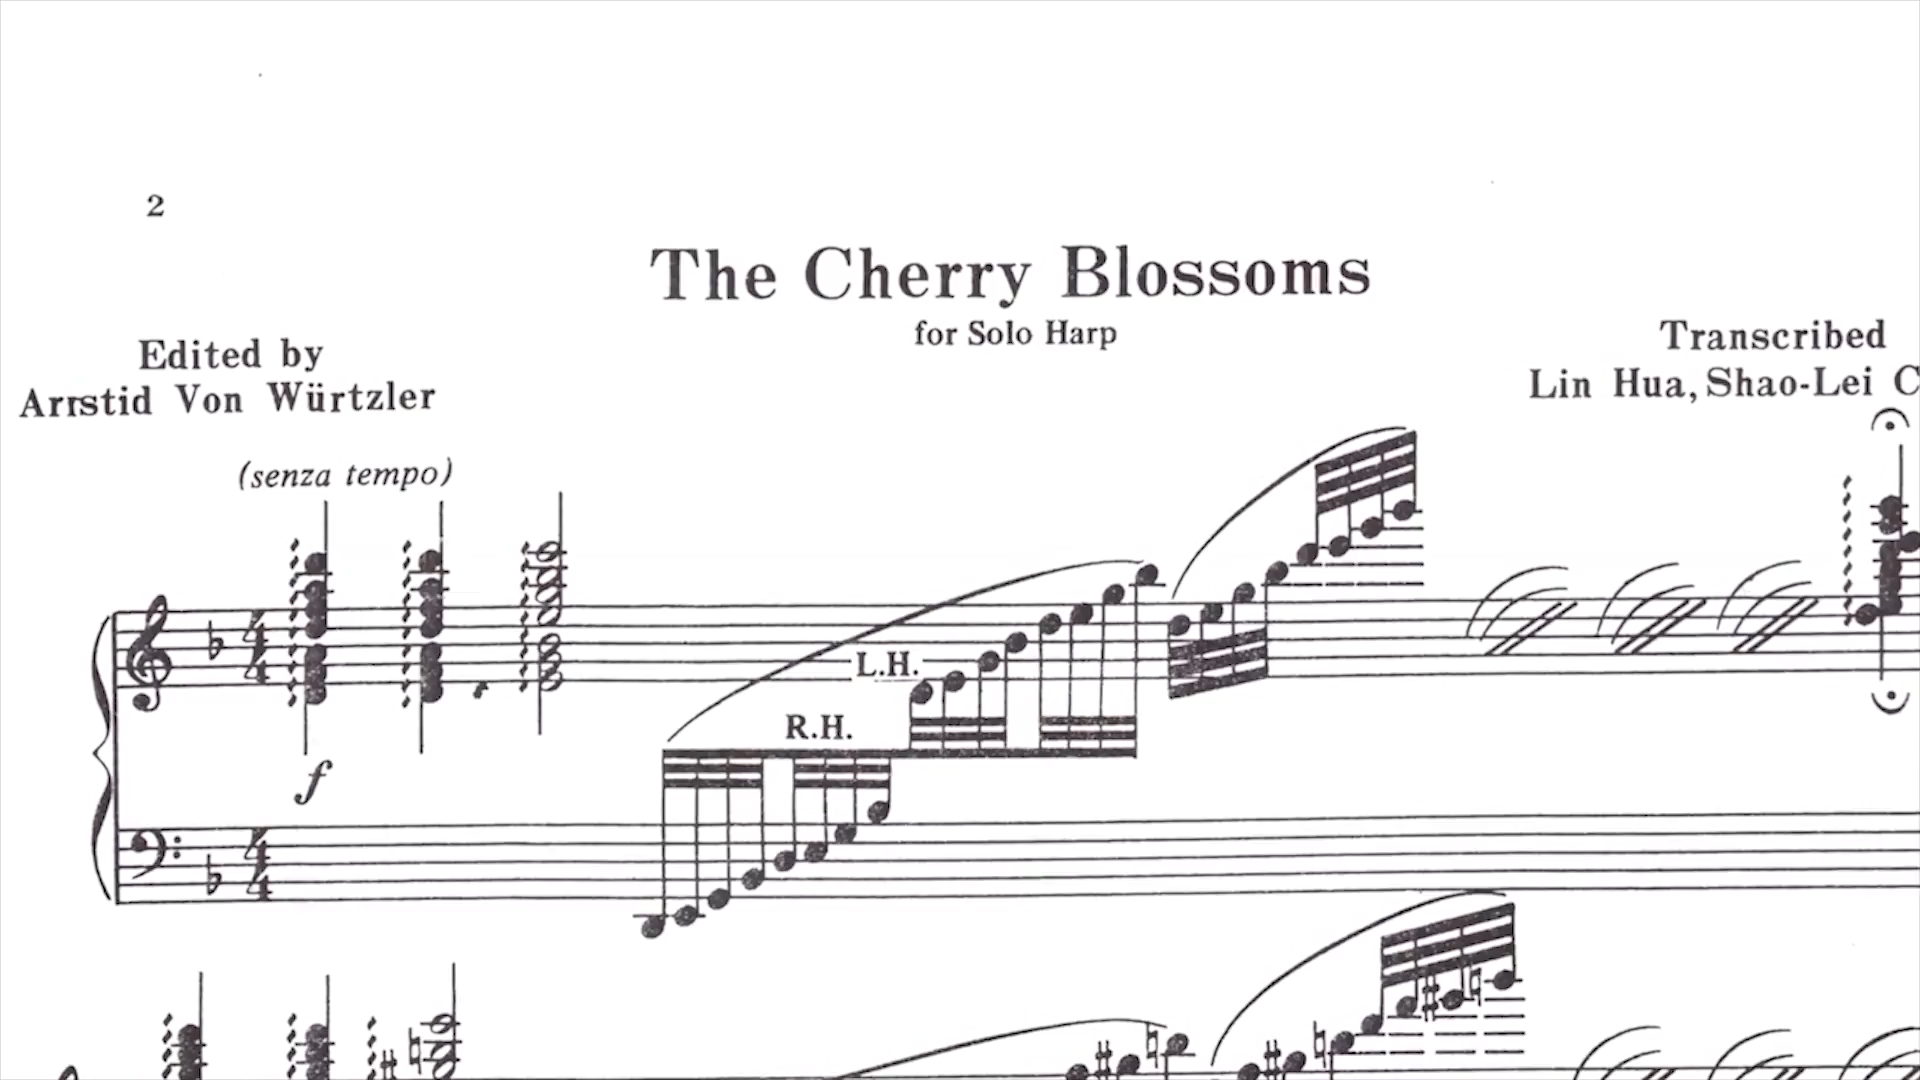 2
The Cherry Blossoms
for Solo Harp
Edited by
Arrstid Von Würtzler
Transcribed
Lin Hua, Shao-Lei C
(senza tempo)
L.H.
R.H.
f